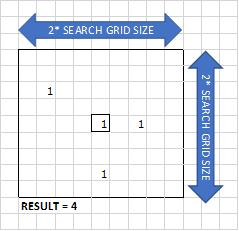 2* SEARCH GRID SIZE
1
1 1
1
RESULT = 4
2* SEARCH GRID SIZE